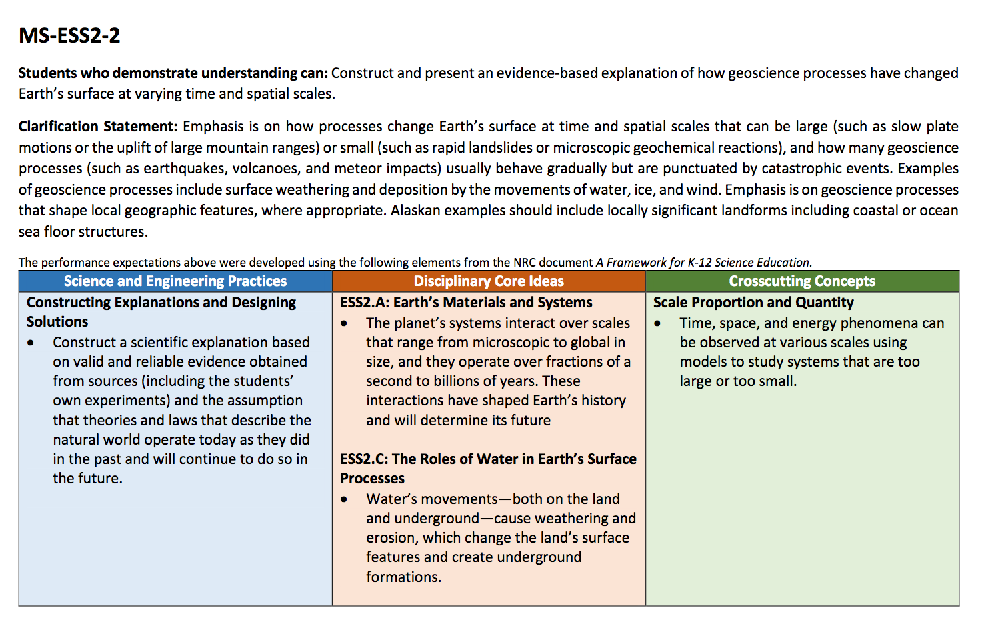 MS-ESS2-2
Students who demonstrate understanding can: Construct and present an evidence-based explanation of how geoscience processes have changed
Earth’s surface at varying time and spatial scales.
Clarification Statement: Emphasis is on how processes change Earth’s surface at time and spatial scales that can be large (such as slow plate
motions or the uplift of large mountain ranges) or small (such as rapid landslides or microscopic geochemical reactions), and how many geoscience
processes (such as earthquakes, volcanoes, and meteor impacts) usually behave gradually but are punctuated by catastrophic events. Examples
of geoscience processes include surface weathering and deposition by the movements of water, ice, and wind. Emphasis is on geoscience processes
that shape local geographic features, where appropriate. Alaskan examples should include locally significant landforms including coastal or ocean
sea floor structures.
The performance expectations above were developed using the following elements from the NRC document A Framework for K-12 Science Education.
Science and Engineering Practices
Constructing Explanations and Designing
Solutions
• Construct a scientific explanation based
on valid and reliable evidence obtained
from sources (including the students’
own experiments) and the assumption
that theories and laws that describe the
natural world operate today as they did
in the past and will continue to do so in
the future.
Disciplinary Core Ideas
ESS2.A: Earth’s Materials and Systems
• The planet’s systems interact over scales
that range from microscopic to global in
size, and they operate over fractions of a
second to billions of years. These
interactions have shaped Earth’s history
and will determine its future
ESS2.C: The Roles of Water in Earth’s Surface
Processes
• Water’s movements—both on the land
and underground—cause weathering and
erosion, which change the land’s surface
features and create underground
formations.
Crosscutting Concepts
Scale Proportion and Quantity
• Time, space, and energy phenomena can
be observed at various scales using
models to study systems that are too
large or too small.